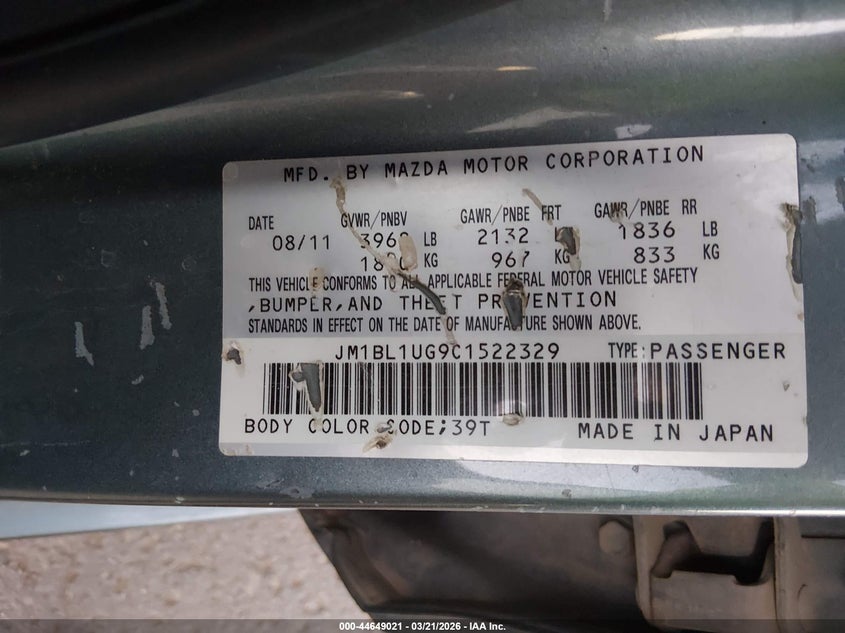 MFD. BY MAZDA MOTOR CORPORATION
DATE GVWR/PNBV GAWR/PNBE FRT GAWR/PNBE RR
08/11 LB 2132 1836 LB
KG 967 KG 833 KG
THIS VEHICLE CONFORMS TO ALL APPLICABLE FEDERAL MOTOR VEHICLE SAFETY
,BUMPER,AND THEFT PREVENTION
STANDARDS IN EFFECT ON THE DATE OF MANUFACTURE SHOWN ABOVE.
JM1BL1UG9C1522329 TYPE:PASSENGER
BODY COLOR CODE;39T MADE IN JAPAN
000-44649021 - 03/21/2026 - IAA Inc.